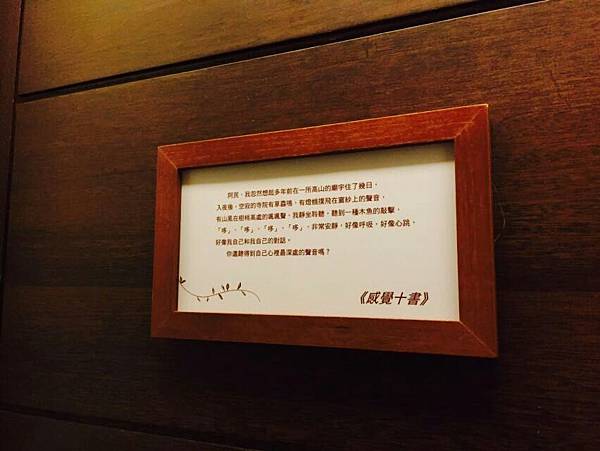 阿民，我忽然想起多年前在一所高山的廟宇住了幾日，
入夜後，空寂的寺院有草蟲鳴，有燈蛾撲飛在窗紗上的聲音，
有山風在樹梢高處的颯颯聲，我靜坐聆聽，聽到一種木魚的敲擊，
「哆」、「哆」、「哆」、「哆」，非常安靜，好像呼吸，好像心跳，
好像我自己和我自己的對話。
你還聽得到自己心裡最深處的聲音嗎？
《感覺十書》